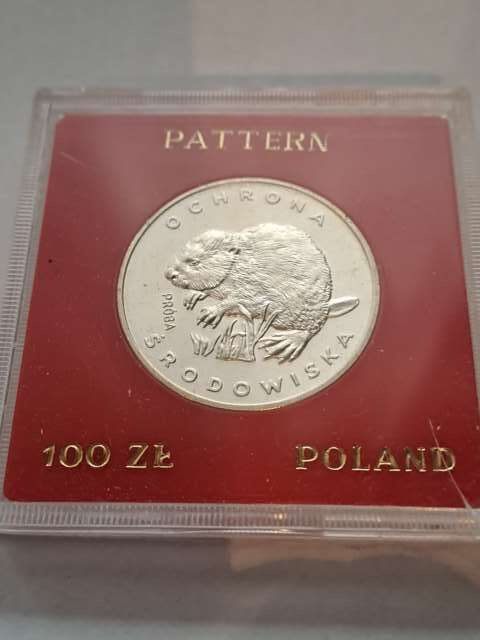 PATTERN
OCHRONA
PRÓBA
ŚRODOWISKA
100 ZŁ
POLAND